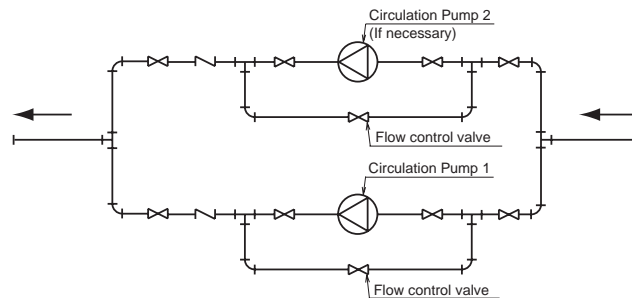 Circulation Pump 2
(If necessary)
Flow control valve
Circulation Pump 1
Flow control valve